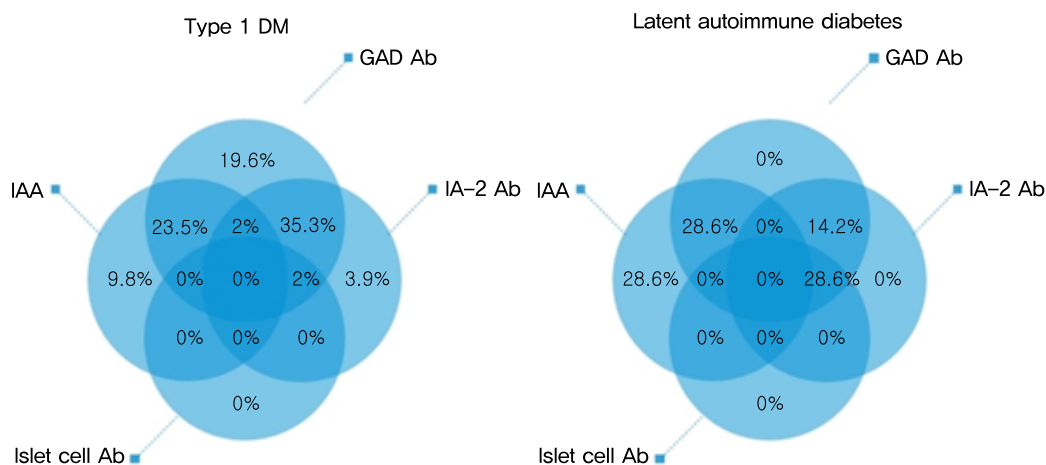 Type 1 DM
GAD Ab
19.6%
IAA
IA–2 Ab
23.5% 2% 35.3%
9.8% 0% 0% 2% 3.9%
0% 0% 0%
0%
Islet cell Ab
Latent autoimmune diabetes
GAD Ab
0%
IAA
IA–2 Ab
28.6% 0% 14.2%
28.6% 0% 0% 28.6% 0%
0% 0% 0%
0%
Islet cell Ab